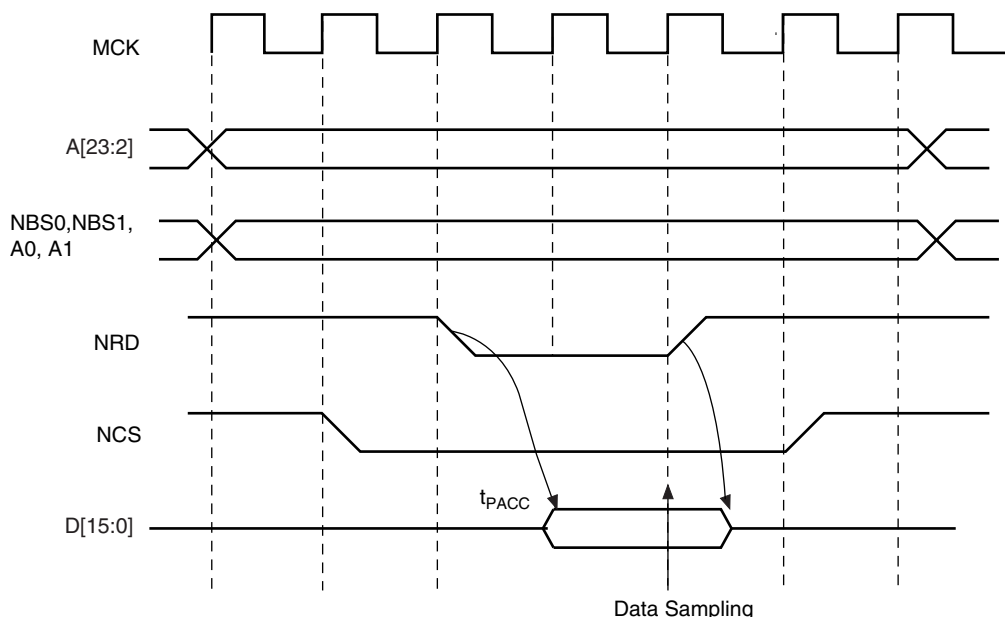 MCK
A[23:2]
NBS0,NBS1,
A0, A1
NRD
NCS
tPACC
D[15:0]
Data Sampling